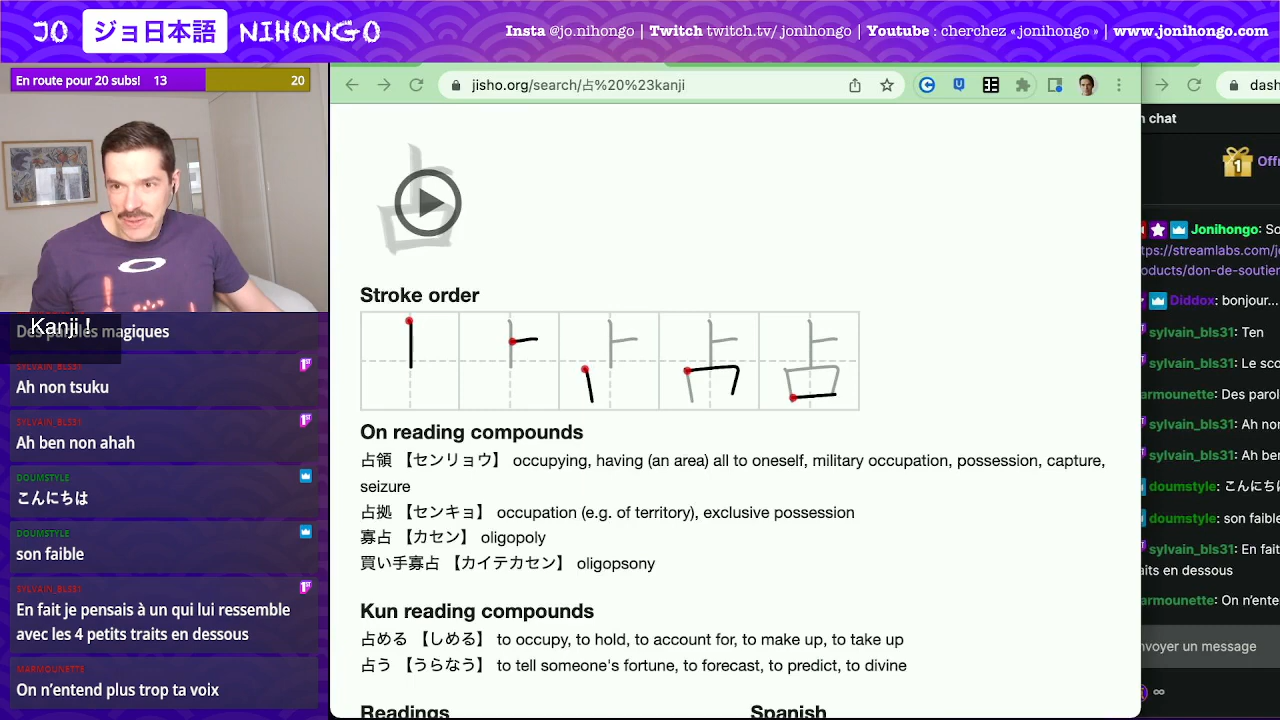 JO ジョ日本語 NIHONGO
Insta @jo.nihongo | Twitch twitch.tv/ jonihongo | Youtube : cherchez « jonihongo » | www.jonihongo.com
En route pour 20 subs! 13 20
jisho.org/search/占%20%23kanji
dash
n chat
1 Offr
占
Stroke order
On reading compounds
占領 【センリョウ】 occupying, having (an area) all to oneself, military occupation, possession, capture,
seizure
占拠 【センキョ】 occupation (e.g. of territory), exclusive possession
寡占 【カセン】 oligopoly
買い手寡占 【カイテカセン】 oligopsony
Kun reading compounds
占める 【しめる】 to occupy, to hold, to account for, to make up, to take up
占う 【うらなう】 to tell someone's fortune, to forecast, to predict, to divine
Readings
Spanish
Kanji !
Des paroles magiques
SYLVAIN_BLS31
Ah non tsuku
SYLVAIN_BLS31
Ah ben non ahah
DOUMSTYLE
こんにちは
DOUMSTYLE
son faible
SYLVAIN_BLS31
En fait je pensais à un qui lui ressemble
avec les 4 petits traits en dessous
MARMOUNETTE
On n'entend plus trop ta voix
Jonihongo: So
tps://streamlabs.com/j
oducts/don-de-soutier
Diddox: bonjour...
sylvain_bls31: Ten
sylvain_bls31: Le sco
armounette: Des parol
sylvain_bls31: Ah nor
sylvain_bls31: Ah ber
doumstyle: こんにちは
doumstyle: son faible
sylvain_bls31: En fait
aits en dessous
armounette: On n'ente
nvoyer un message